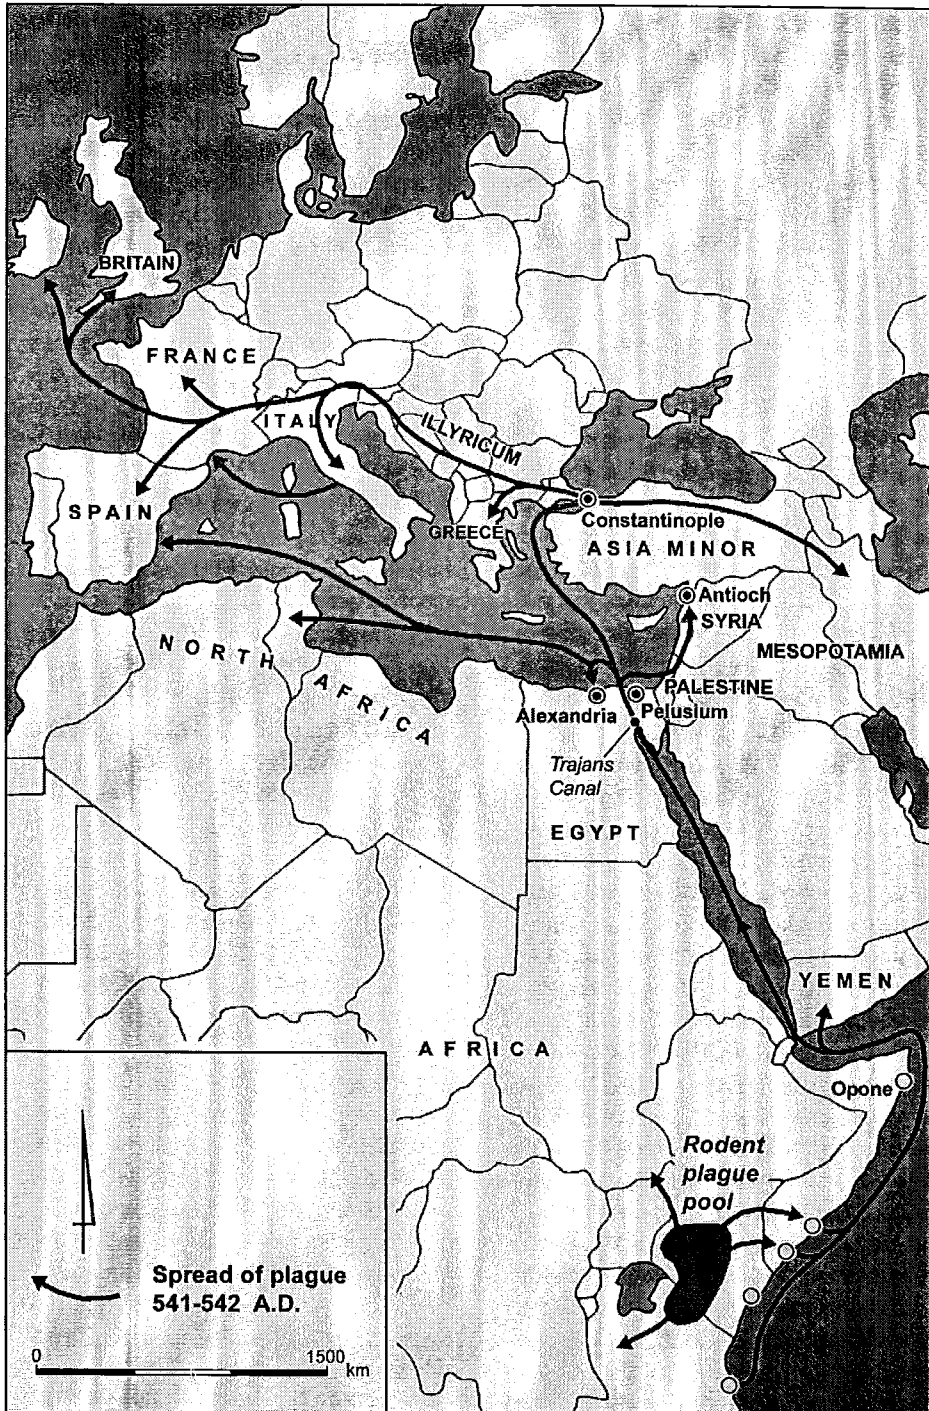 BRITAIN
FRANCE
ITALY
ILLYRICUM
SPAIN
GREECE
Constantinople
ASIA MINOR
Antioch
SYRIA
MESOPOTAMIA
NORTH AFRICA
PALESTINE
Alexandria
Pelusium
Trajans
Canal
EGYPT
YEMEN
AFRICA
Opone
Rodent
plague
pool
Spread of plague
541-542 A.D.
0 1500 km